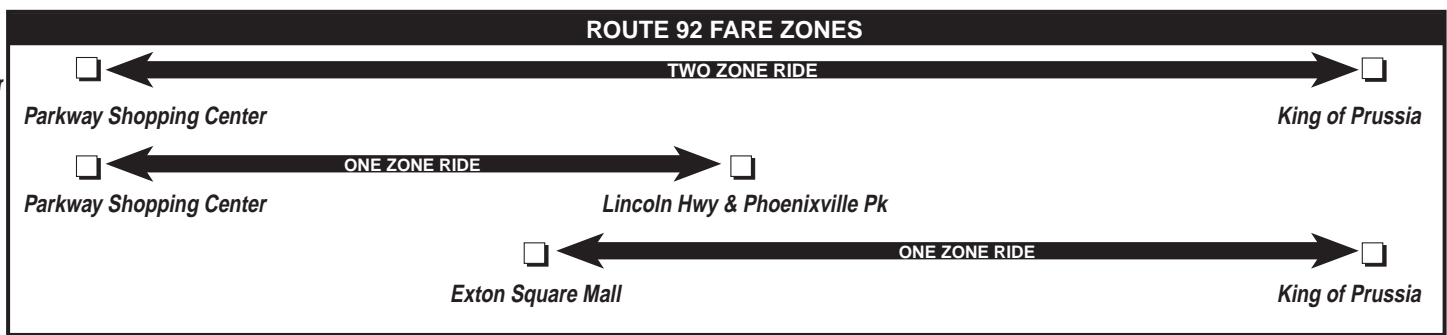 ROUTE 92 FARE ZONES
TWO ZONE RIDE
Parkway Shopping Center King of Prussia
ONE ZONE RIDE
Parkway Shopping Center Lincoln Hwy & Phoenixville Pk
ONE ZONE RIDE
Exton Square Mall King of Prussia